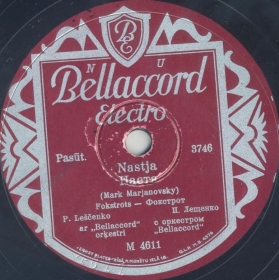 B E
N U
Bellaccord
Electro
Pasūt. 3746
Nastja
Настя
(Mark Marjanovsky)
Fokstrots – Фокстрот
P. Leščenko П. Лещенко
ar „Bellaccord" с оркестром
orķestri „Bellaccord"
M 4611